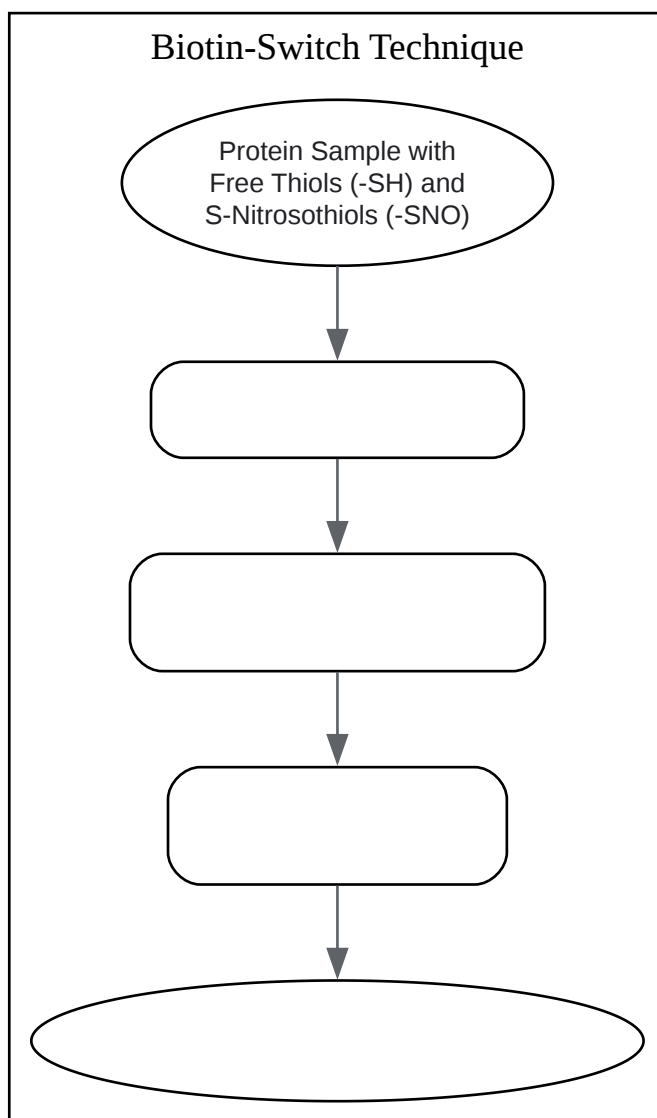 Biotin-Switch Technique
Protein Sample with
Free Thiols (-SH) and
S-Nitrosothiols (-SNO)